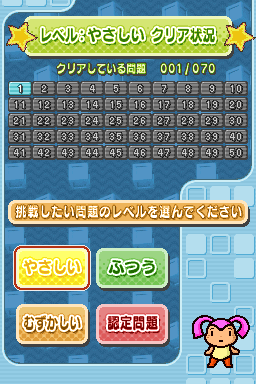 レベル：やさしい クリア状況
クリアしている問題 001/070
1 2 3 4 5 6 7 8 9 10
11 12 13 14 15 16 17 18 19 20
21 22 23 24 25 26 27 28 29 30
31 32 33 34 35 36 37 38 39 40
41 42 43 44 45 46 47 48 49 50
挑戦したい問題のレベルを選んでください
やさしい ふつう
むずかしい 認定問題